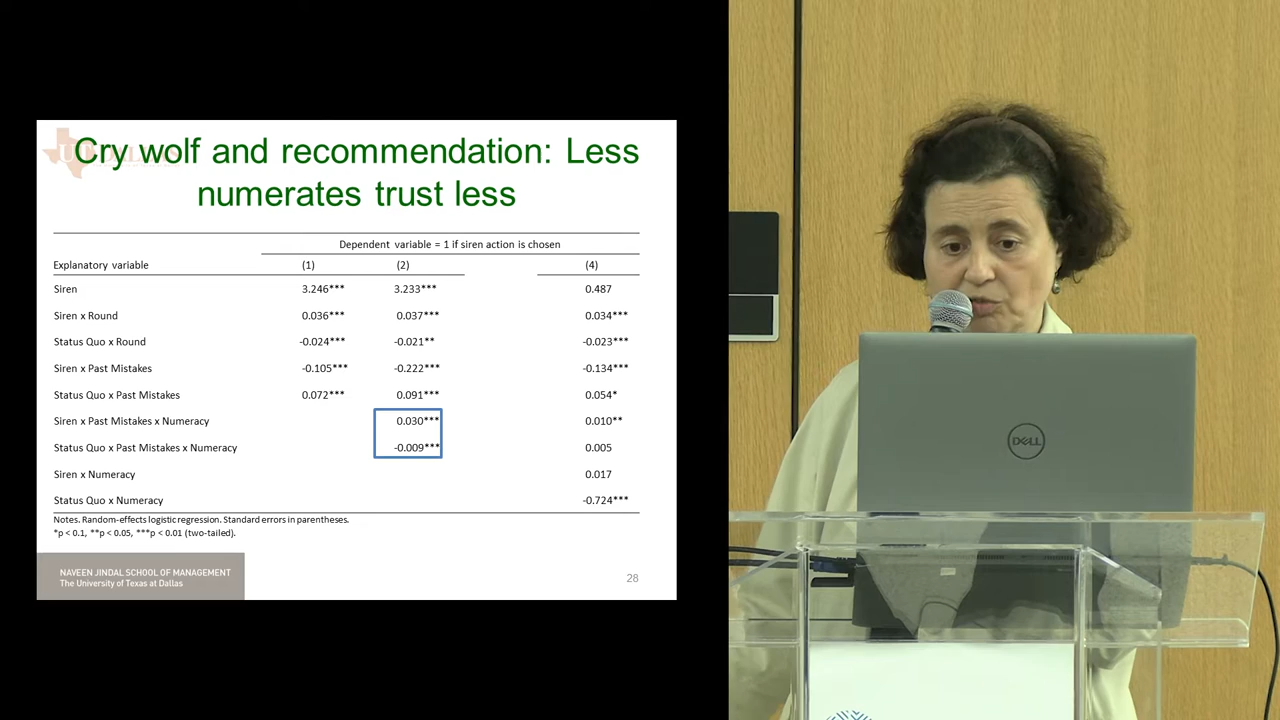 Cry wolf and recommendation: Less
numerates trust less
Dependent variable = 1 if siren action is chosen
Explanatory variable (1) (2) (4)
Siren 3.246*** 3.233*** 0.487
Siren x Round 0.036*** 0.037*** 0.034***
Status Quo x Round -0.024*** -0.021** -0.023***
Siren x Past Mistakes -0.105*** -0.222*** -0.134***
Status Quo x Past Mistakes 0.072*** 0.091*** 0.054*
Siren x Past Mistakes x Numeracy 0.030*** 0.010**
Status Quo x Past Mistakes x Numeracy -0.009*** 0.005
Siren x Numeracy 0.017
Status Quo x Numeracy -0.724***
Notes. Random-effects logistic regression. Standard errors in parentheses.
*p < 0.1, **p < 0.05, ***p < 0.01 (two-tailed).
NAVEEN JINDAL SCHOOL OF MANAGEMENT
The University of Texas at Dallas
28
DELL